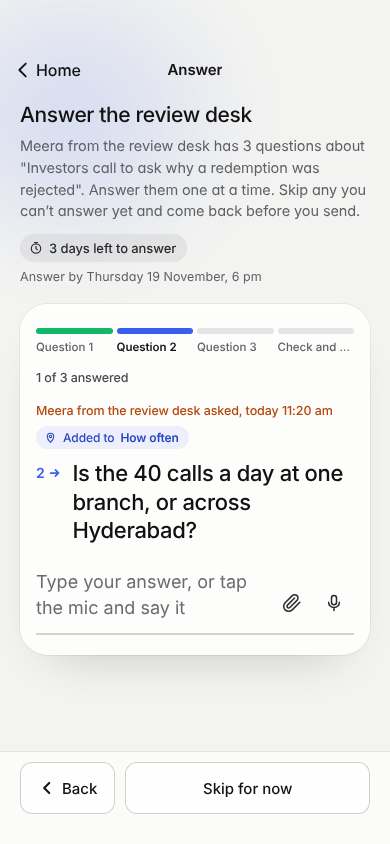 Home
Answer
Answer the review desk
Meera from the review desk has 3 questions about
"Investors call to ask why a redemption was
rejected". Answer them one at a time. Skip any you
can't answer yet and come back before you send.
3 days left to answer
Answer by Thursday 19 November, 6 pm
Question 1
Question 2
Question 3
Check and ...
1 of 3 answered
Meera from the review desk asked, today 11:20 am
Added to How often
2 → Is the 40 calls a day at one
branch, or across
Hyderabad?
Type your answer, or tap
the mic and say it
Back
Skip for now